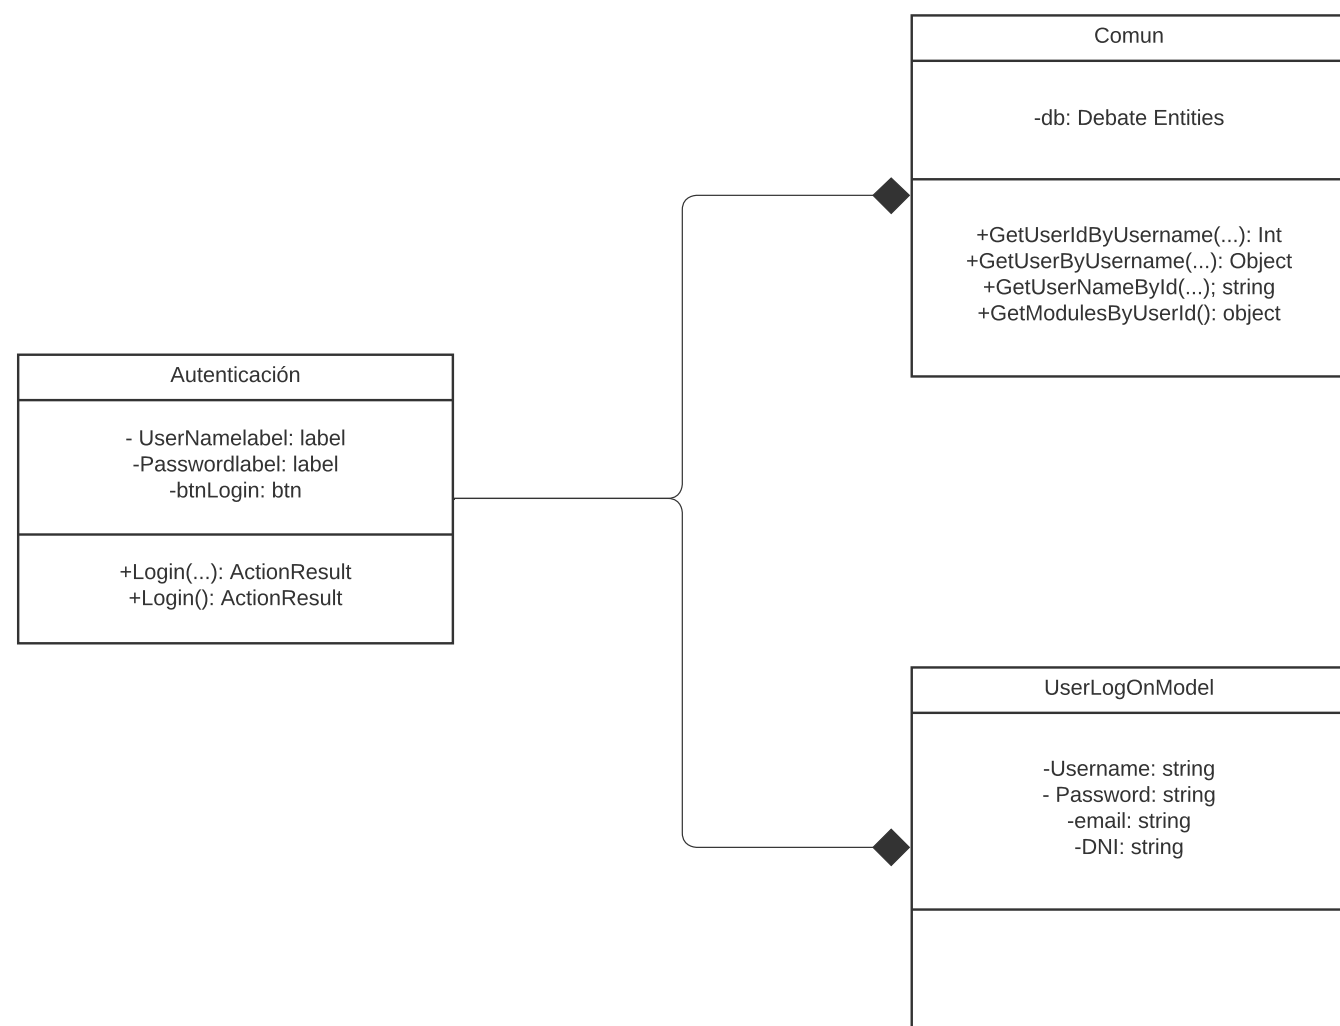 Comun
-db: Debate Entities
+GetUserIdByUsername(...): Int
+GetUserByUsername(...): Object
+GetUserNameById(...); string
+GetModulesByUserId(): object
Autenticación
- UserNamelabel: label
-Passwordlabel: label
-btnLogin: btn
+Login(...): ActionResult
+Login(): ActionResult
UserLogOnModel
-Username: string
- Password: string
-email: string
-DNI: string